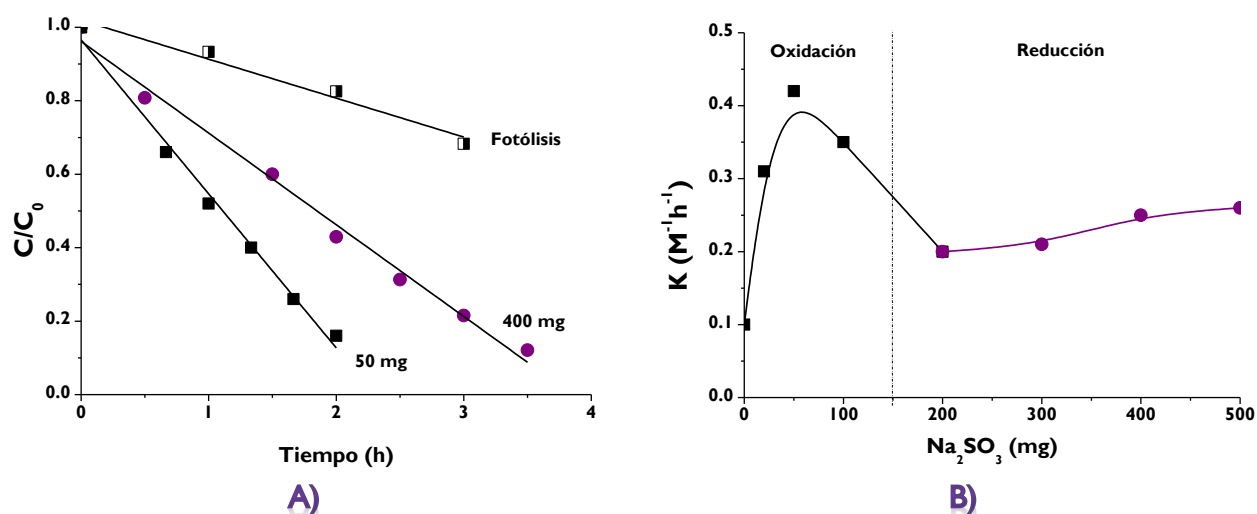 1.0
0.8
0.6
0.4
0.2
0.0
C/C₀
0 1 2 3 4
Tiempo (h)
Fotólisis
400 mg
50 mg
A)
0.5
0.4
0.3
0.2
0.1
0.0
K (M⁻¹h⁻¹)
Oxidación
Reducción
0 100 200 300 400 500
Na₂SO₃ (mg)
B)